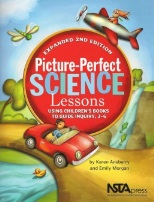 EXPANDED 2ND EDITION
Picture-Perfect
SCIENCE
Lessons
USING CHILDREN'S BOOKS
TO GUIDE INQUIRY, 3-6
by Karen Ansberry
and Emily Morgan
NSTApress